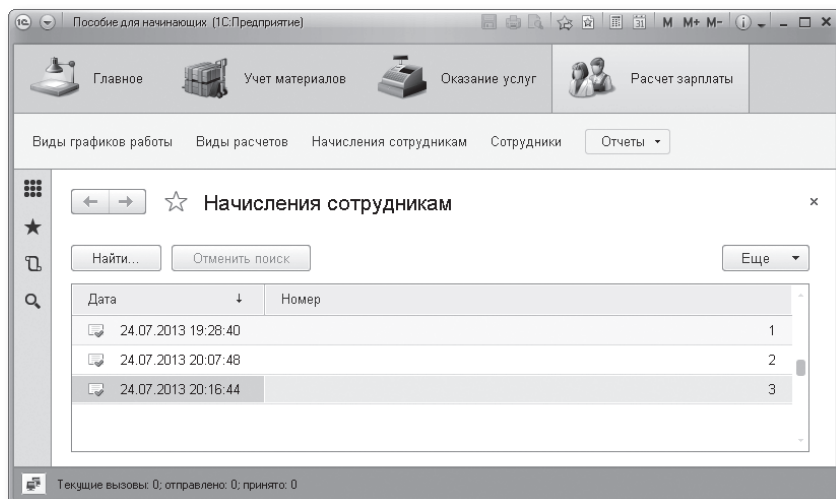 1С Пособие для начинающих (1С:Предприятие) 31 M M+ M-
Главное Учет материалов Оказание услуг Расчет зарплаты
Виды графиков работы Виды расчетов Начисления сотрудникам Сотрудники Отчеты
Начисления сотрудникам
Найти... Отменить поиск Еще
Дата Номер
24.07.2013 19:28:40 1
24.07.2013 20:07:48 2
24.07.2013 20:16:44 3
Текущие вызовы: 0; отправлено: 0; принято: 0